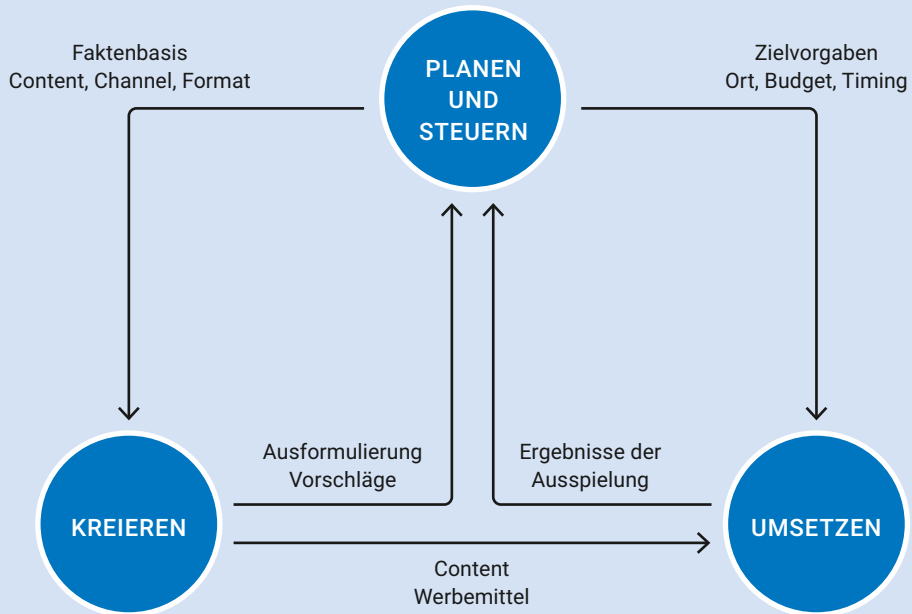 Faktenbasis
Content, Channel, Format
PLANEN
UND
STEUERN
Zielvorgaben
Ort, Budget, Timing
Ausformulierung
Vorschläge
Ergebnisse der
Ausspielung
KREIEREN
UMSETZEN
Content
Werbemittel